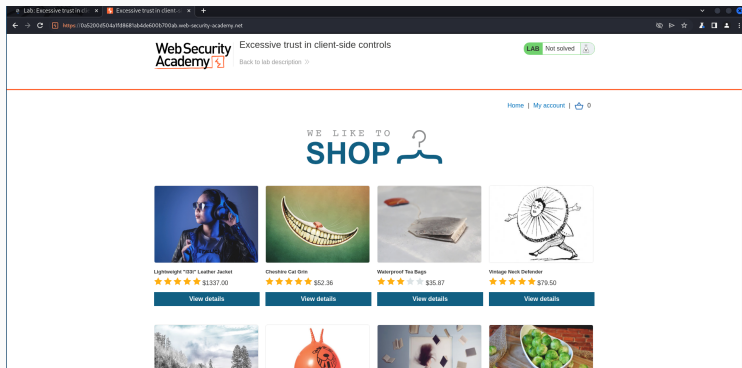 Lab: Excessive trust in clie
Excessive trust in client-s
https://0a5200d504a1fd8681ab4de600b700ab.web-security-academy.net
WebSecurity
Academy
Excessive trust in client-side controls
Back to lab description
LAB Not solved
Home | My account | 0
WE LIKE TO
SHOP
Lightweight "l33t" Leather Jacket
$1337.00
View details
Cheshire Cat Grin
$52.36
View details
Waterproof Tea Bags
$35.87
View details
Vintage Neck Defender
$79.50
View details